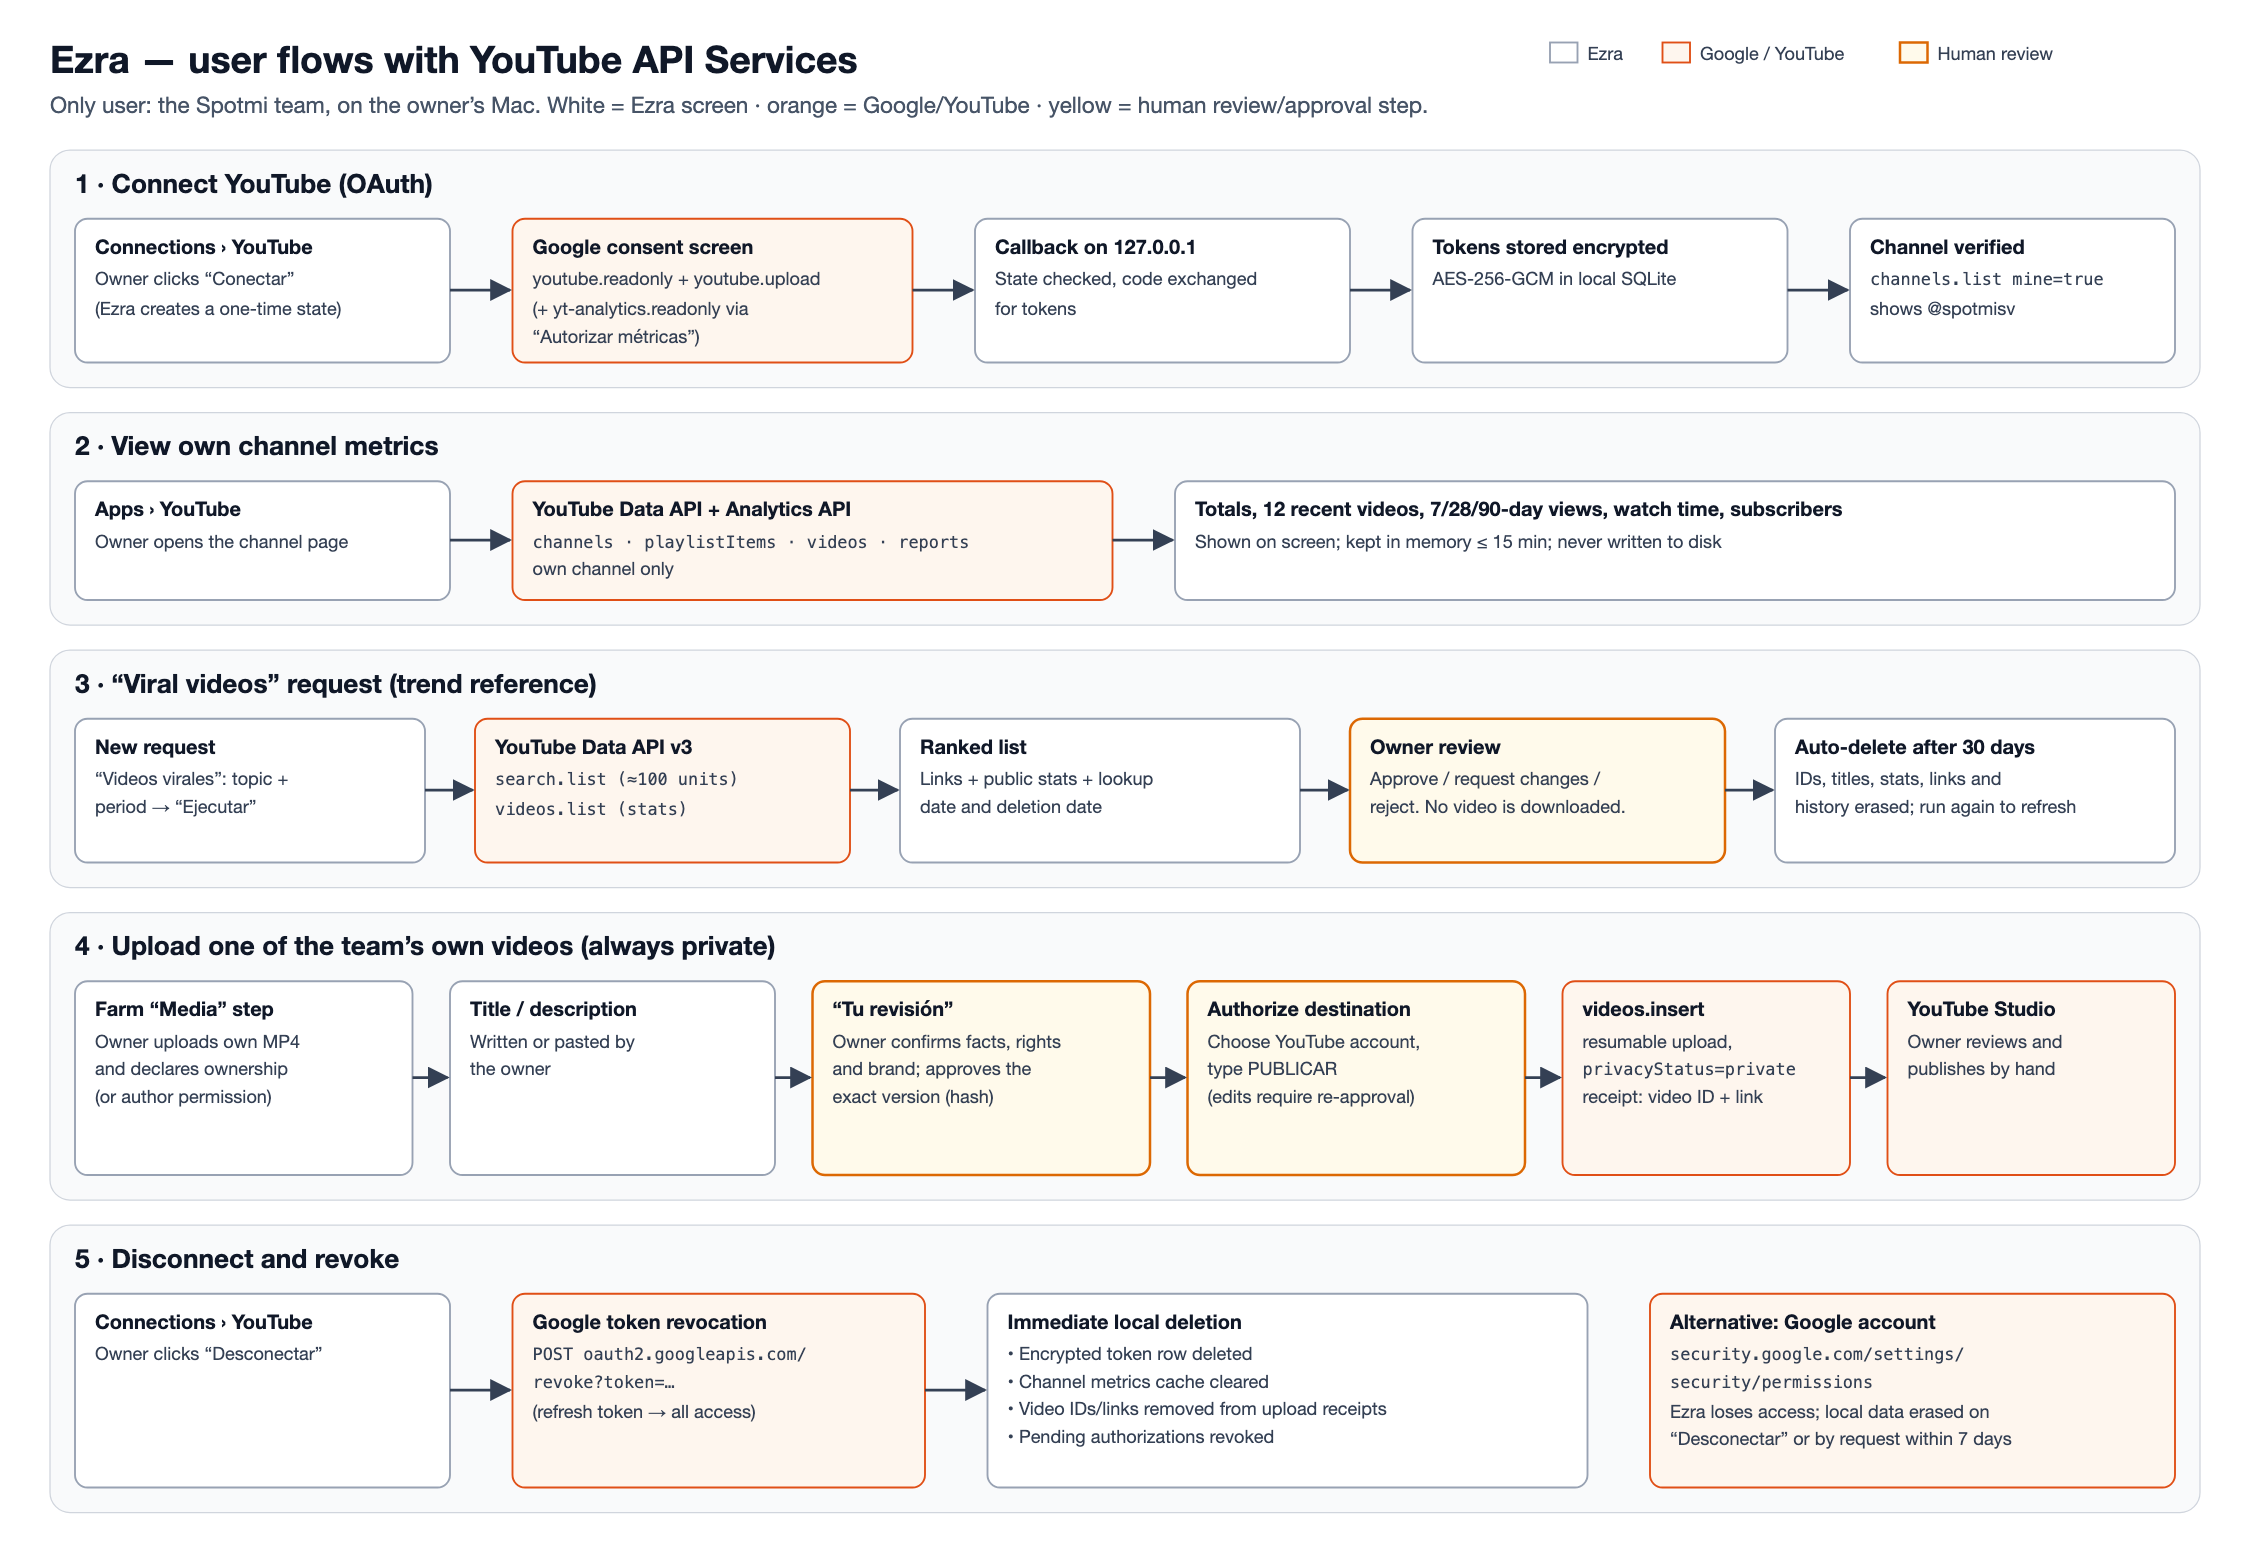 Ezra — user flows with YouTube API Services
Ezra
Google / YouTube
Human review
Only user: the Spotmi team, on the owner’s Mac. White = Ezra screen · orange = Google/YouTube · yellow = human review/approval step.
1 · Connect YouTube (OAuth)
Connections › YouTube
Owner clicks “Conectar”
(Ezra creates a one-time state)
Google consent screen
youtube.readonly + youtube.upload
(+ yt-analytics.readonly via
“Autorizar métricas”)
Callback on 127.0.0.1
State checked, code exchanged
for tokens
Tokens stored encrypted
AES-256-GCM in local SQLite
Channel verified
channels.list mine=true
shows @spotmisv
2 · View own channel metrics
Apps › YouTube
Owner opens the channel page
YouTube Data API + Analytics API
channels · playlistItems · videos · reports
own channel only
Totals, 12 recent videos, 7/28/90-day views, watch time, subscribers
Shown on screen; kept in memory ≤ 15 min; never written to disk
3 · “Viral videos” request (trend reference)
New request
“Videos virales”: topic +
period → “Ejecutar”
YouTube Data API v3
search.list (≈100 units)
videos.list (stats)
Ranked list
Links + public stats + lookup
date and deletion date
Owner review
Approve / request changes /
reject. No video is downloaded.
Auto-delete after 30 days
IDs, titles, stats, links and
history erased; run again to refresh
4 · Upload one of the team’s own videos (always private)
Farm “Media” step
Owner uploads own MP4
and declares ownership
(or author permission)
Title / description
Written or pasted by
the owner
“Tu revisión”
Owner confirms facts, rights
and brand; approves the
exact version (hash)
Authorize destination
Choose YouTube account,
type PUBLICAR
(edits require re-approval)
videos.insert
resumable upload,
privacyStatus=private
receipt: video ID + link
YouTube Studio
Owner reviews and
publishes by hand
5 · Disconnect and revoke
Connections › YouTube
Owner clicks “Desconectar”
Google token revocation
POST oauth2.googleapis.com/
revoke?token=…
(refresh token → all access)
Immediate local deletion
• Encrypted token row deleted
• Channel metrics cache cleared
• Video IDs/links removed from upload receipts
• Pending authorizations revoked
Alternative: Google account
security.google.com/settings/
security/permissions
Ezra loses access; local data erased on
“Desconectar” or by request within 7 days